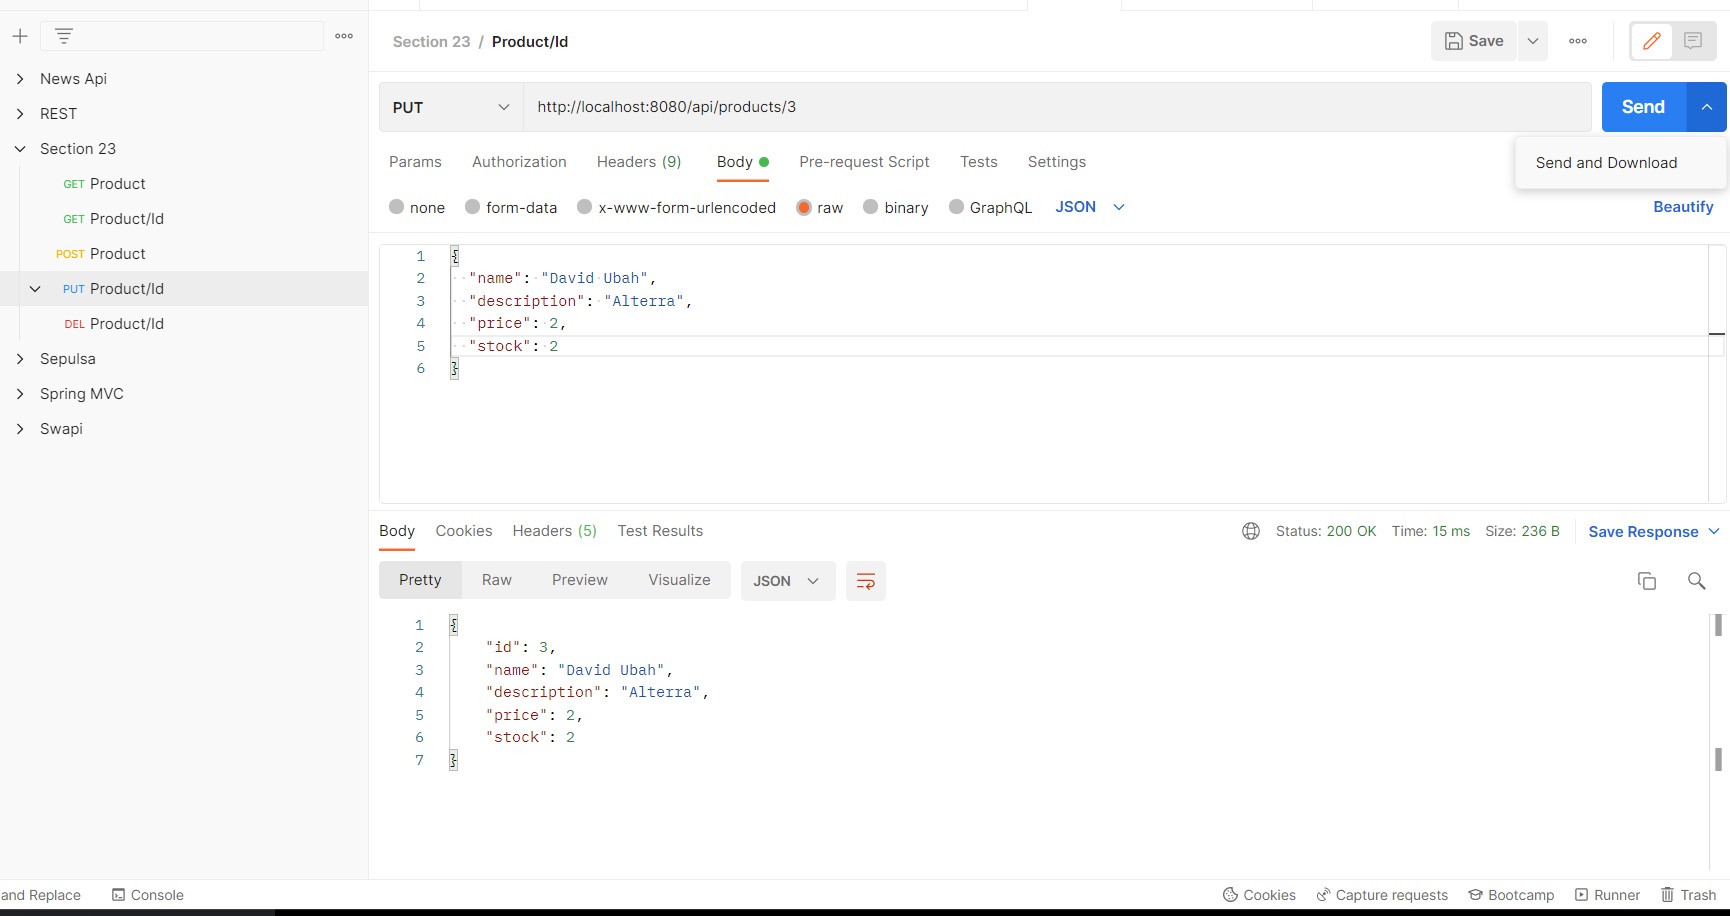 Section 23 / Product/Id
Save
News Api
REST
Section 23
GET Product
GET Product/Id
POST Product
PUT Product/Id
DEL Product/Id
Sepulsa
Spring MVC
Swapi
PUT
http://localhost:8080/api/products/3
Send
Send and Download
Params Authorization Headers (9) Body Pre-request Script Tests Settings
none form-data x-www-form-urlencoded raw binary GraphQL JSON Beautify
1 {
2 "name": "David Ubah",
3 "description": "Alterra",
4 "price": 2,
5 "stock": 2
6 }
Body Cookies Headers (5) Test Results Status: 200 OK Time: 15 ms Size: 236 B Save Response
Pretty Raw Preview Visualize JSON
1 {
2 "id": 3,
3 "name": "David Ubah",
4 "description": "Alterra",
5 "price": 2,
6 "stock": 2
7 }
and Replace Console Cookies Capture requests Bootcamp Runner Trash